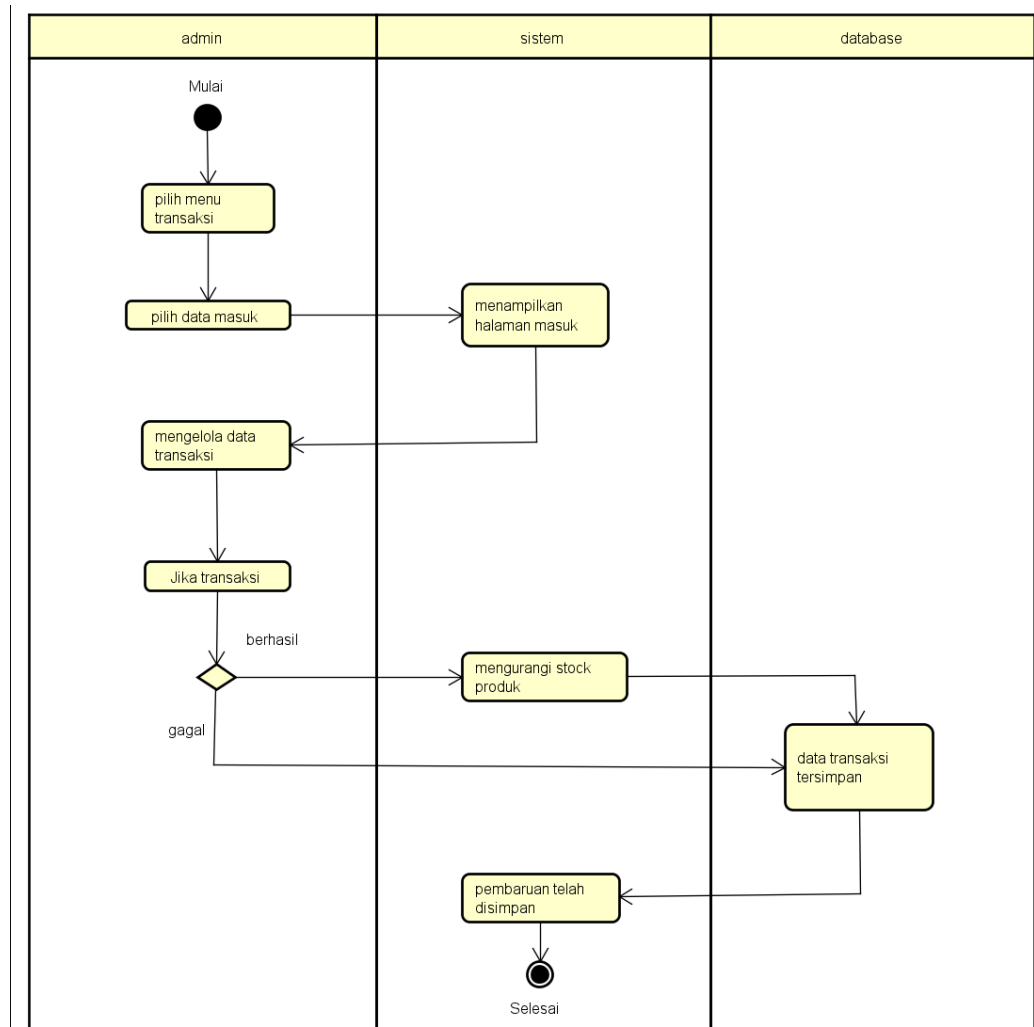 admin
sistem
database
Mulai
pilih menu
transaksi
pilih data masuk
menampilkan
halaman masuk
mengelola data
transaksi
Jika transaksi
berhasil
mengurangi stock
produk
gagal
data transaksi
tersimpan
pembaruan telah
disimpan
Selesai